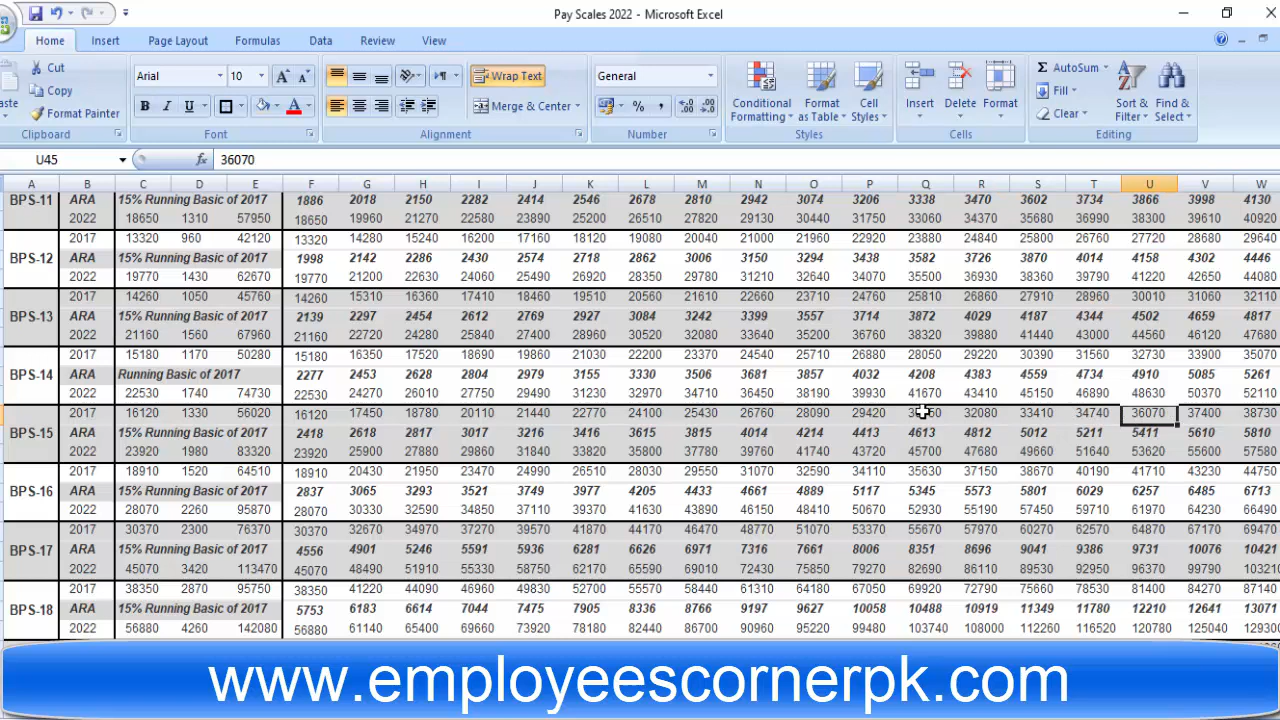 Pay Scales 2022 - Microsoft Excel
Home Insert Page Layout Formulas Data Review View
Cut
Copy
Format Painter
Clipboard
Arial 10
B I U A
Font
Wrap Text
Merge & Center
Alignment
General
% ,
Number
Conditional Formatting Format as Table Cell Styles
Styles
Insert Delete Format
Cells
AutoSum
Fill
Clear
Sort & Filter Find & Select
Editing
U45 fx 36070
A B C D E F G H I J K L M N O P Q R S T U V W
BPS-11 ARA 15% Running Basic of 2017 1886 2018 2150 2282 2414 2546 2678 2810 2942 3074 3206 3338 3470 3602 3734 3866 3998 4130
2022 18650 1310 57950 18650 19960 21270 22580 23890 25200 26510 27820 29130 30440 31750 33060 34370 35680 36990 38300 39610 40920
2017 13320 960 42120 13320 14280 15240 16200 17160 18120 19080 20040 21000 21960 22920 23880 24840 25800 26760 27720 28680 29640
BPS-12 ARA 15% Running Basic of 2017 1998 2142 2286 2430 2574 2718 2862 3006 3150 3294 3438 3582 3726 3870 4014 4158 4302 4446
2022 19770 1430 62670 19770 21200 22630 24060 25490 26920 28350 29780 31210 32640 34070 35500 36930 38360 39790 41220 42650 44080
2017 14260 1050 45760 14260 15310 16360 17410 18460 19510 20560 21610 22660 23710 24760 25810 26860 27910 28960 30010 31060 32110
BPS-13 ARA 15% Running Basic of 2017 2139 2297 2454 2612 2769 2927 3084 3242 3399 3557 3714 3872 4029 4187 4344 4502 4659 4817
2022 21160 1560 67960 21160 22720 24280 25840 27400 28960 30520 32080 33640 35200 36760 38320 39880 41440 43000 44560 46120 47680
2017 15180 1170 50280 15180 16350 17520 18690 19860 21030 22200 23370 24540 25710 26880 28050 29220 30390 31560 32730 33900 35070
BPS-14 ARA Running Basic of 2017 2277 2453 2628 2804 2979 3155 3330 3506 3681 3857 4032 4208 4383 4559 4734 4910 5085 5261
2022 22530 1740 74730 22530 24270 26010 27750 29490 31230 32970 34710 36450 38190 39930 41670 43410 45150 46890 48630 50370 52110
2017 16120 1330 56020 16120 17450 18780 20110 21440 22770 24100 25430 26760 28090 29420 32080 33410 34740 36070 37400 38730
BPS-15 ARA 15% Running Basic of 2017 2418 2618 2817 3017 3216 3416 3615 3815 4014 4214 4413 4613 4812 5012 5211 5411 5610 5810
2022 23920 1980 83320 23920 25900 27880 29860 31840 33820 35800 37780 39760 41740 43720 45700 47680 49660 51640 53620 55600 57580
2017 18910 1520 64510 18910 20430 21950 23470 24990 26510 28030 29550 31070 32590 34110 35630 37150 38670 40190 41710 43230 44750
BPS-16 ARA 15% Running Basic of 2017 2837 3065 3293 3521 3749 3977 4205 4433 4661 4889 5117 5345 5573 5801 6029 6257 6485 6713
2022 28070 2260 95870 28070 30330 32590 34850 37110 39370 41630 43890 46150 48410 50670 52930 55190 57450 59710 61970 64230 66490
2017 30370 2300 76370 30370 32670 34970 37270 39570 41870 44170 46470 48770 51070 53370 55670 57970 60270 62570 64870 67170 69470
BPS-17 ARA 15% Running Basic of 2017 4556 4901 5246 5591 5936 6281 6626 6971 7316 7661 8006 8351 8696 9041 9386 9731 10076 10421
2022 45070 3420 113470 45070 48490 51910 55330 58750 62170 65590 69010 72430 75850 79270 82690 86110 89530 92950 96370 99790 10321
2017 38350 2870 95750 38350 41220 44090 46960 49830 52700 55570 58440 61310 64180 67050 69920 72790 75660 78530 81400 84270 87140
BPS-18 ARA 15% Running Basic of 2017 5753 6183 6614 7044 7475 7905 8336 8766 9197 9627 10058 10488 10919 11349 11780 12210 12641 13071
2022 56880 4260 142080 56880 61140 65400 69660 73920 78180 82440 86700 90960 95220 99480 103740 108000 112260 116520 120780 125040 12930
www.employeescornerpk.com